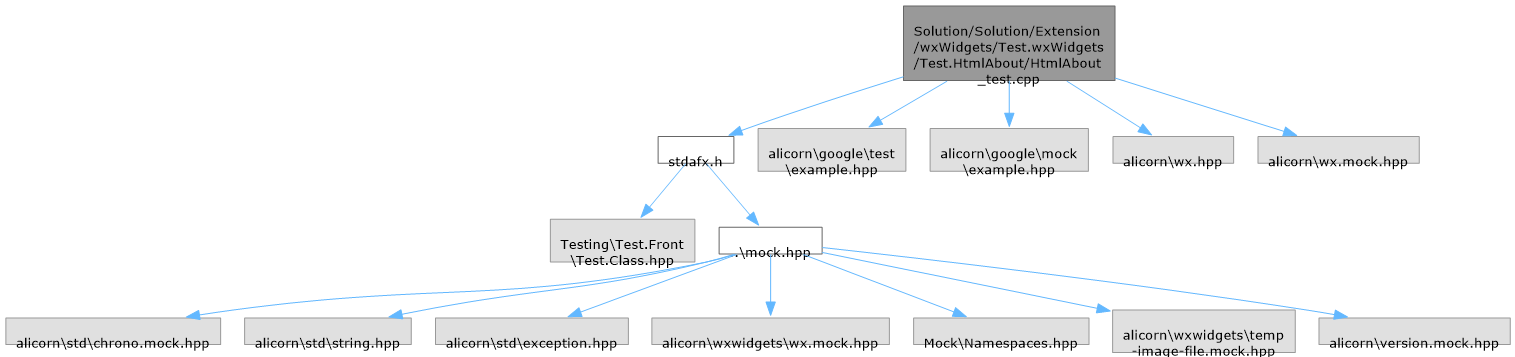 Solution/Solution/Extension
/wxWidgets/Test.wxWidgets
/Test.HtmlAbout/HtmlAbout
_test.cpp
stdafx.h
alicorn\google\test
\example.hpp
alicorn\google\mock
\example.hpp
alicorn\wx.hpp
alicorn\wx.mock.hpp
Testing\Test.Front
\Test.Class.hpp
.\mock.hpp
alicorn\std\chrono.mock.hpp
alicorn\std\string.hpp
alicorn\std\exception.hpp
alicorn\wxwidgets\wx.mock.hpp
Mock\Namespaces.hpp
alicorn\wxwidgets\temp
-image-file.mock.hpp
alicorn\version.mock.hpp